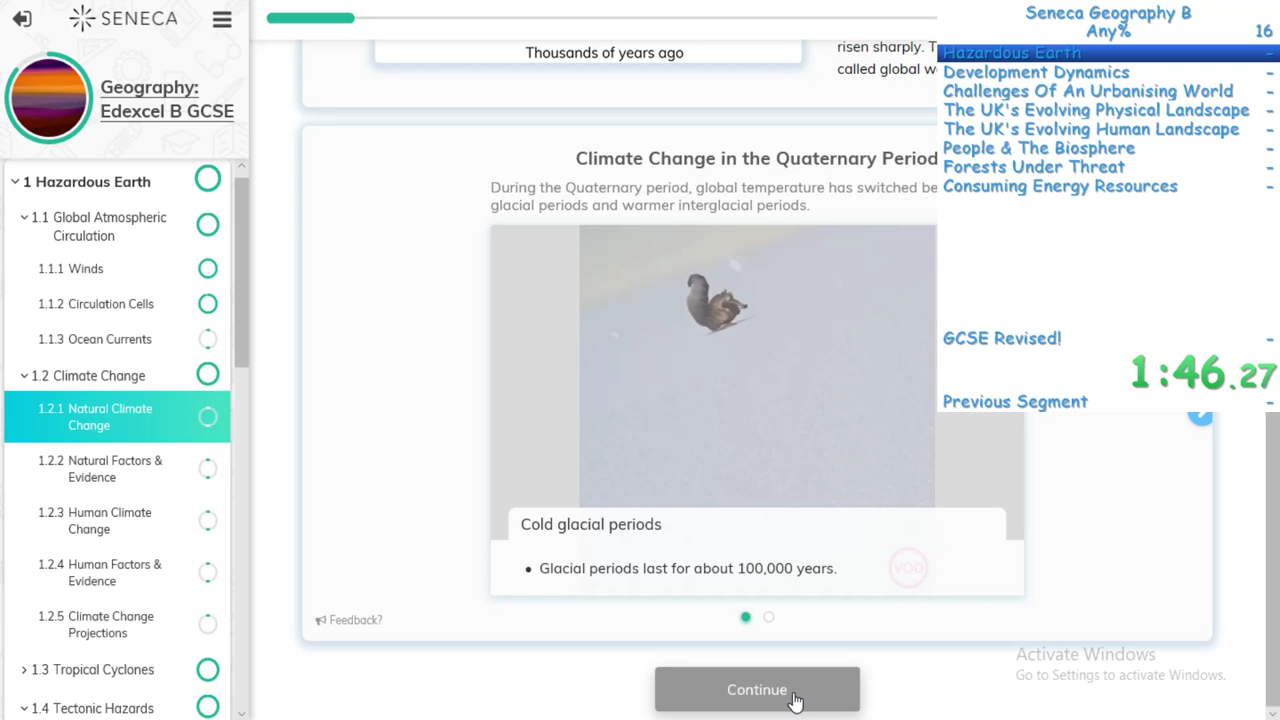 SENECA
Geography:
Edexcel B GCSE
1 Hazardous Earth
1.1 Global Atmospheric
Circulation
1.1.1 Winds
1.1.2 Circulation Cells
1.1.3 Ocean Currents
1.2 Climate Change
1.2.1 Natural Climate
Change
1.2.2 Natural Factors &
Evidence
1.2.3 Human Climate
Change
1.2.4 Human Factors &
Evidence
1.2.5 Climate Change
Projections
1.3 Tropical Cyclones
1.4 Tectonic Hazards
Thousands of years ago
risen sharply. T
called global w
Climate Change in the Quaternary Period
During the Quaternary period, global temperature has switched be
glacial periods and warmer interglacial periods.
Cold glacial periods
• Glacial periods last for about 100,000 years.
VOD
Feedback?
Continue
Activate Windows
Go to Settings to activate Windows.
Seneca Geography B
Any% 16
Hazardous Earth -
Development Dynamics -
Challenges Of An Urbanising World -
The UK's Evolving Physical Landscape -
The UK's Evolving Human Landscape -
People & The Biosphere -
Forests Under Threat -
Consuming Energy Resources -
GCSE Revised! -
1:46.27
Previous Segment -